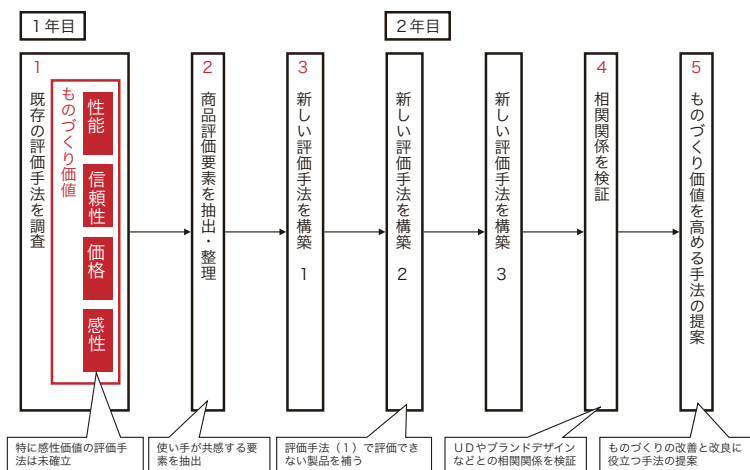 1年目
2年目
1
既存の評価手法を調査
ものづくり価値
性能
信頼性
価格
感性
2
商品評価要素を抽出・整理
3
新しい評価手法を構築 1
新しい評価手法を構築 2
新しい評価手法を構築 3
4
相関関係を検証
5
ものづくり価値を高める手法の提案
特に感性価値の評価手
法は未確立
使い手が共感する要
素を抽出
評価手法(1)で評価でき
ない製品を補う
UDやブランドデザイン
などとの相関関係を検証
ものづくりの改善と改良に
役立つ手法の提案